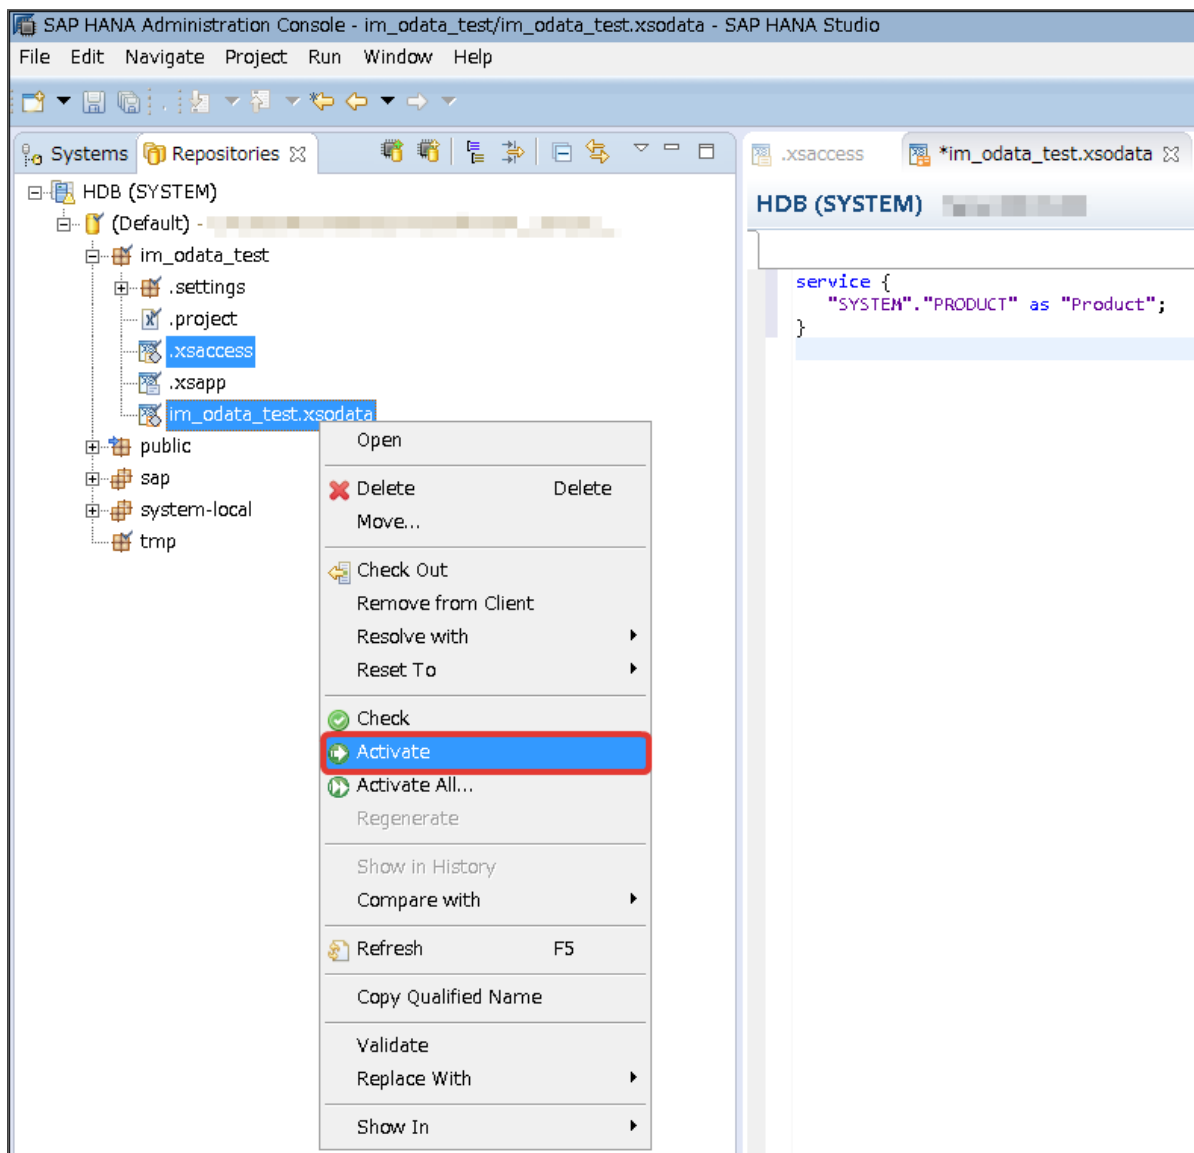 SAP HANA Administration Console - im_odata_test/im_odata_test.xsodata - SAP HANA Studio
File Edit Navigate Project Run Window Help
Systems Repositories
HDB (SYSTEM)
(Default) -
im_odata_test
.settings
.project
.xsaccess
.xsapp
im_odata_test.xsodata
public
sap
system-local
tmp
Open
Delete Delete
Move...
Check Out
Remove from Client
Resolve with
Reset To
Check
Activate
Activate All...
Regenerate
Show in History
Compare with
Refresh F5
Copy Qualified Name
Validate
Replace With
Show In
.xsaccess *im_odata_test.xsodata
HDB (SYSTEM)
service {
"SYSTEM"."PRODUCT" as "Product";
}